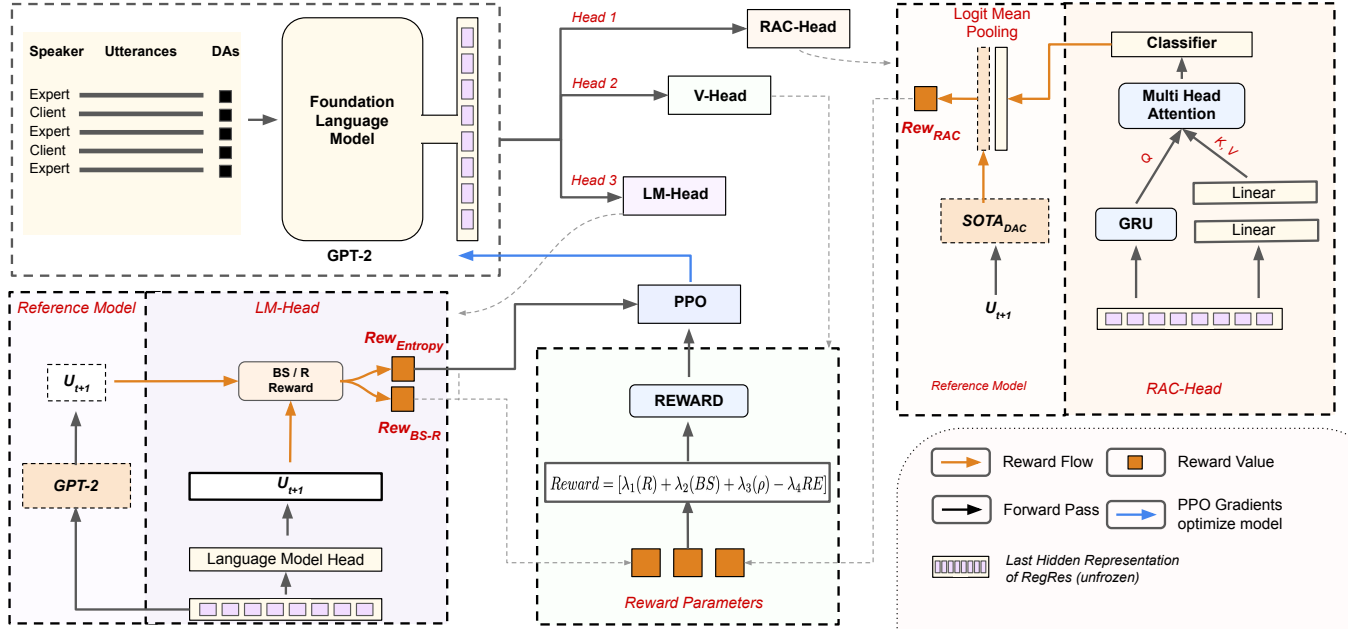 Speaker Utterances DAs
Expert
Client
Expert
Client
Expert
Foundation
Language
Model
GPT-2
Head 1
Head 2
Head 3
RAC-Head
V-Head
LM-Head
Logit Mean
Pooling
Rew_RAC
SOTA_DAC
U_t+1
Reference Model
Classifier
Multi Head
Attention
Q
K, V
Linear
Linear
GRU
RAC-Head
Reference Model
LM-Head
U_t+1
GPT-2
BS / R
Reward
Rew_Entropy
Rew_BS-R
U_t+1
Language Model Head
PPO
REWARD
Reward = [λ₁(R) + λ₂(BS) + λ₃(ρ) − λ₄RE]
Reward Parameters
Reward Flow
Reward Value
Forward Pass
PPO Gradients
optimize model
Last Hidden Representation
of RegRes (unfrozen)